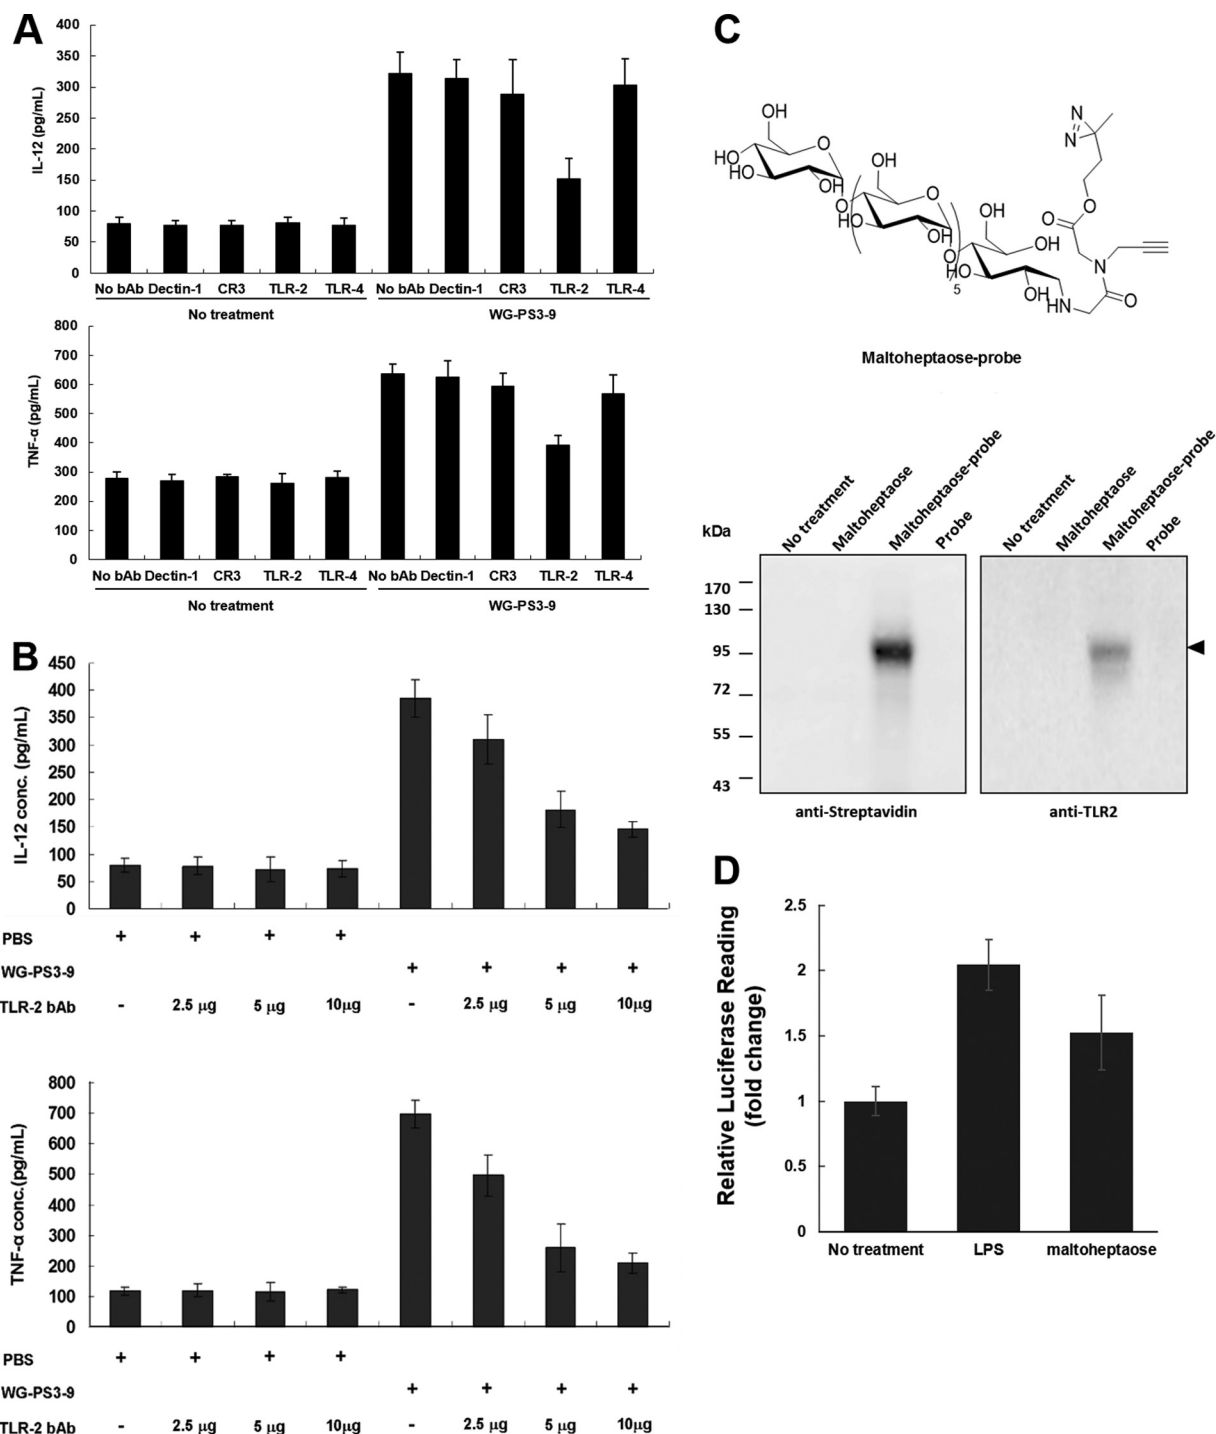 A
400
350
300
250
200
150
100
50
0
IL-12 (pg/mL)
No bAb Dectin-1 CR3 TLR-2 TLR-4 No bAb Dectin-1 CR3 TLR-2 TLR-4
No treatment WG-PS3-9
800
700
600
500
400
300
200
100
0
TNF-α (pg/mL)
No bAb Dectin-1 CR3 TLR-2 TLR-4 No bAb Dectin-1 CR3 TLR-2 TLR-4
No treatment WG-PS3-9
B
450
400
350
300
250
200
150
100
50
0
IL-12 conc. (pg/mL)
PBS + + + +
WG-PS3-9 + + + +
TLR-2 bAb - 2.5 µg 5 µg 10µg - 2.5 µg 5 µg 10µg
800
700
600
500
400
300
200
100
0
TNF-α conc.(pg/mL)
PBS + + + +
WG-PS3-9 + + + +
TLR-2 bAb - 2.5 µg 5 µg 10µg - 2.5 µg 5 µg 10µg
C
OH
HO
HO
O
OH
O
OH
HO
O
OH
O
5
OH
HO
OH
OH
HN
O
N
O
O
N
N
Maltoheptaose-probe
No treatment Maltoheptaose Maltoheptaose-probe Probe No treatment Maltoheptaose Maltoheptaose-probe Probe
kDa
170
130
95
72
55
43
anti-Streptavidin anti-TLR2
D
2.5
2
1.5
1
0.5
0
Relative Luciferase Reading
(fold change)
No treatment LPS maltoheptaose